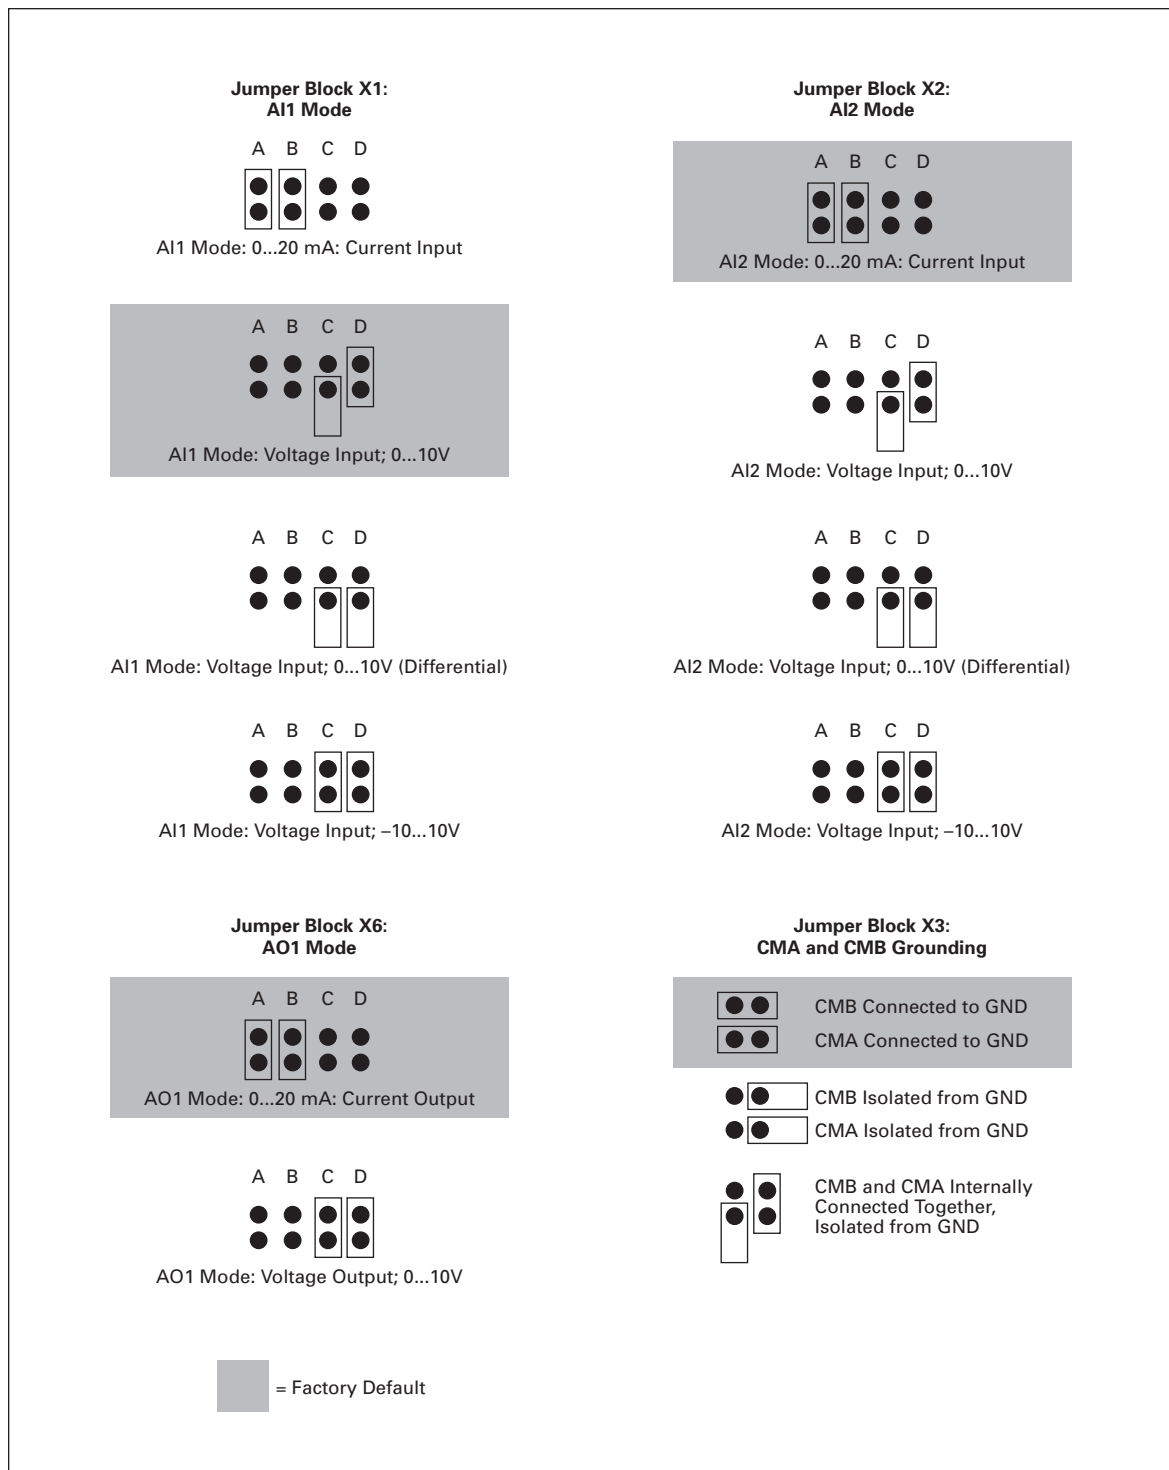 Jumper Block X1:
AI1 Mode
A B C D
AI1 Mode: 0...20 mA: Current Input
A B C D
AI1 Mode: Voltage Input; 0...10V
A B C D
AI1 Mode: Voltage Input; 0...10V (Differential)
A B C D
AI1 Mode: Voltage Input; –10...10V
Jumper Block X2:
AI2 Mode
A B C D
AI2 Mode: 0...20 mA: Current Input
A B C D
AI2 Mode: Voltage Input; 0...10V
A B C D
AI2 Mode: Voltage Input; 0...10V (Differential)
A B C D
AI2 Mode: Voltage Input; –10...10V
Jumper Block X6:
AO1 Mode
A B C D
AO1 Mode: 0...20 mA: Current Output
A B C D
AO1 Mode: Voltage Output; 0...10V
Jumper Block X3:
CMA and CMB Grounding
CMB Connected to GND
CMA Connected to GND
CMB Isolated from GND
CMA Isolated from GND
CMB and CMA Internally
Connected Together,
Isolated from GND
= Factory Default